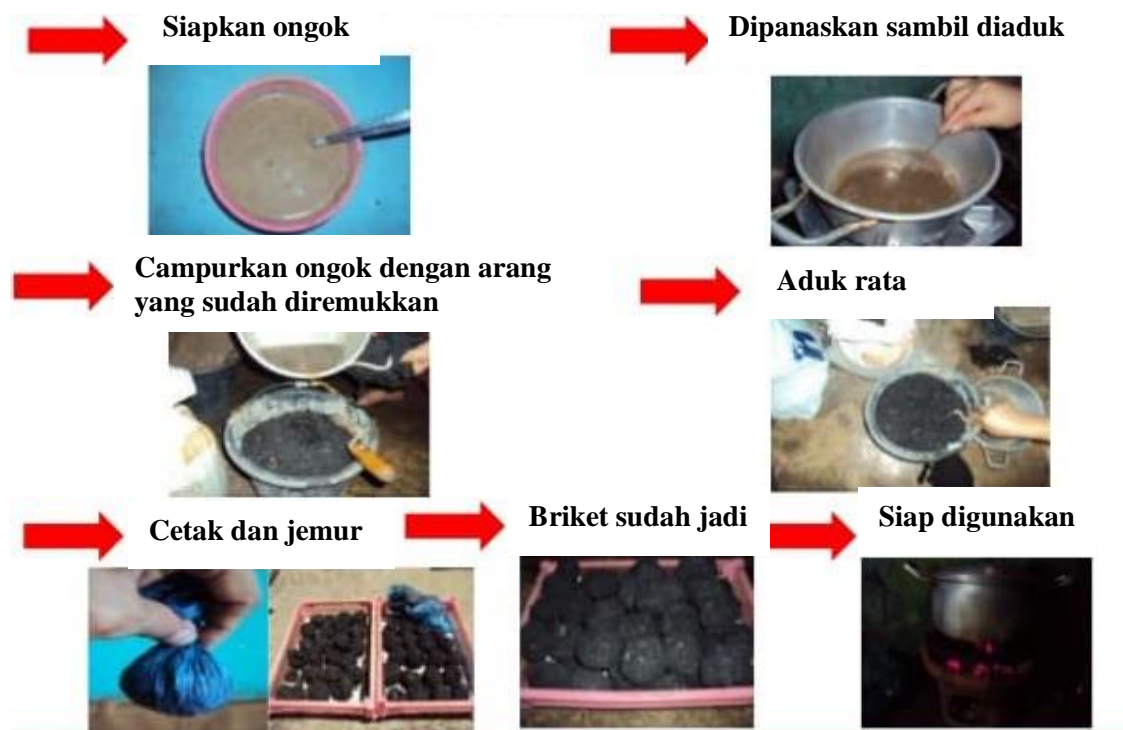 Siapkan ongok
Dipanaskan sambil diaduk
Campurkan ongok dengan arang
yang sudah diremukkan
Aduk rata
Cetak dan jemur
Briket sudah jadi
Siap digunakan